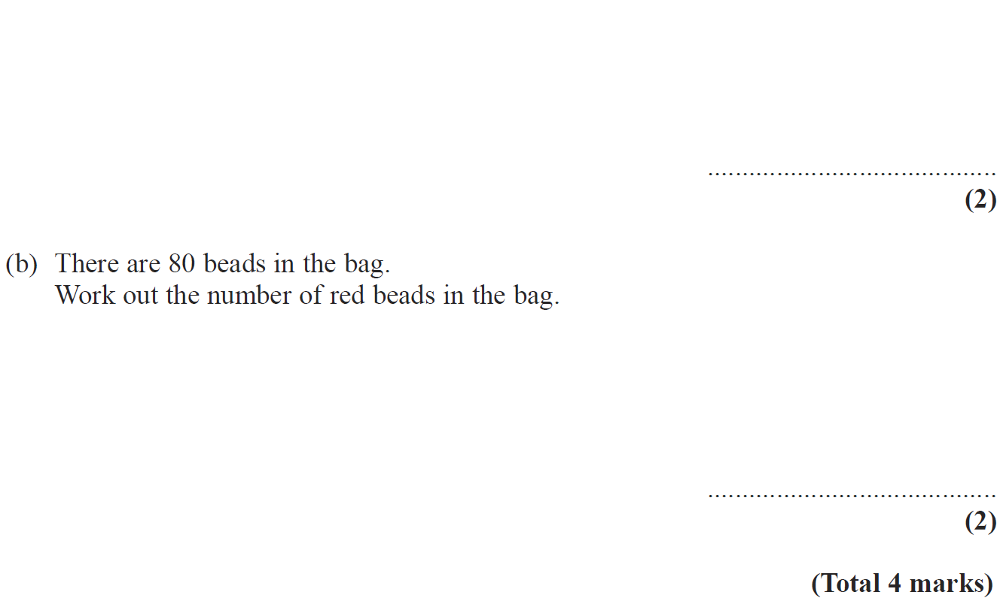 ..........................................
(2)
(b) There are 80 beads in the bag.
Work out the number of red beads in the bag.
..........................................
(2)
(Total 4 marks)